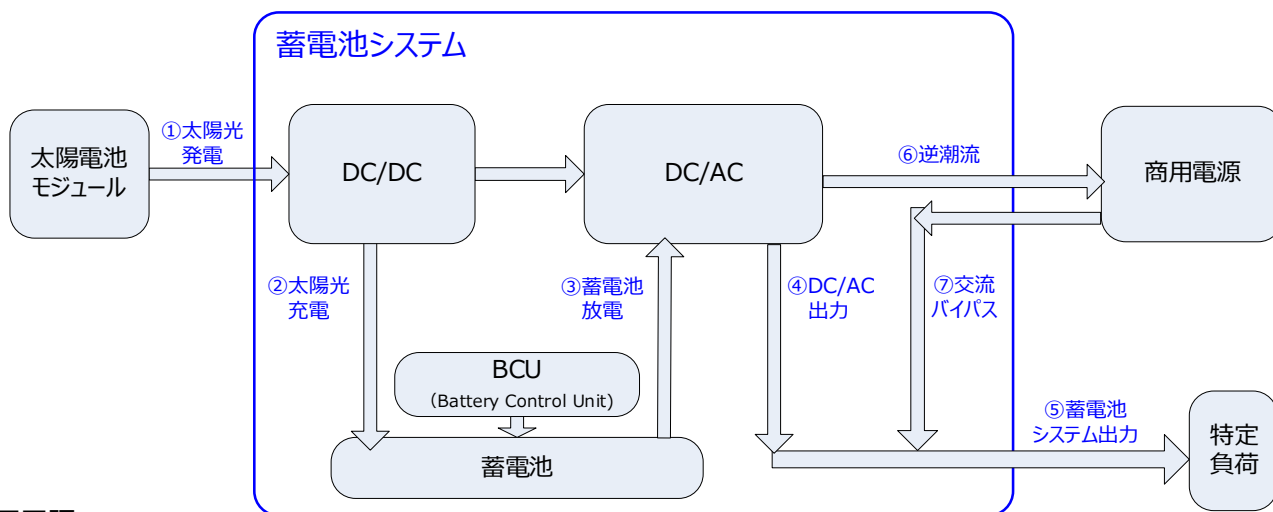 蓄電池システム
太陽電池
モジュール
①太陽光
発電
DC/DC
DC/AC
⑥逆潮流
商用電源
②太陽光
充電
③蓄電池
放電
④DC/AC
出力
⑦交流
バイパス
BCU
(Battery Control Unit)
蓄電池
⑤蓄電池
システム出力
特定
負荷